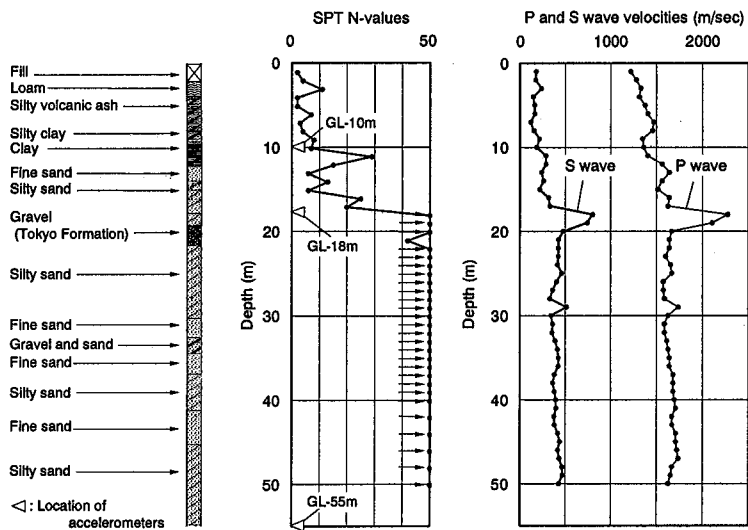 SPT N-values
0
50
P and S wave velocities (m/sec)
0
1000
2000
Fill
Loam
Silty volcanic ash
Silty clay
Clay
Fine sand
Silty sand
Gravel
(Tokyo Formation)
Silty sand
Fine sand
Gravel and sand
Fine sand
Silty sand
Fine sand
Silty sand
◁ : Location of
accelerometers
Depth (m)
0
10
20
30
40
50
GL-10m
GL-18m
GL-55m
Depth (m)
0
10
20
30
40
50
S wave
P wave